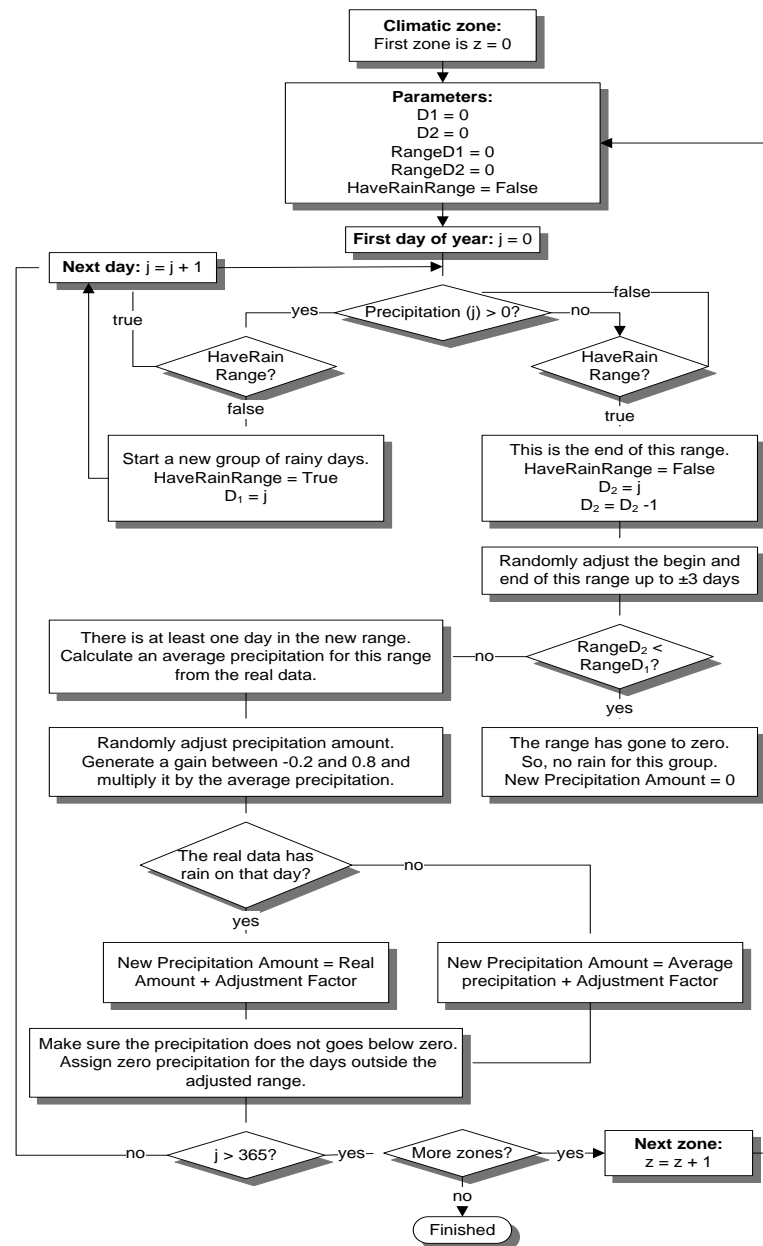 Climatic zone:
First zone is z = 0
Parameters:
D1 = 0
D2 = 0
RangeD1 = 0
RangeD2 = 0
HaveRainRange = False
First day of year: j = 0
Next day: j = j + 1
false
yes
Precipitation (j) > 0?
no
true
HaveRain
Range?
HaveRain
Range?
false
true
Start a new group of rainy days.
HaveRainRange = True
D₁ = j
This is the end of this range.
HaveRainRange = False
D₂ = j
D₂ = D₂ -1
Randomly adjust the begin and
end of this range up to ±3 days
There is at least one day in the new range.
Calculate an average precipitation for this range
from the real data.
no
RangeD₂ <
RangeD₁?
yes
Randomly adjust precipitation amount.
Generate a gain between -0.2 and 0.8 and
multiply it by the average precipitation.
The range has gone to zero.
So, no rain for this group.
New Precipitation Amount = 0
The real data has
rain on that day?
no
yes
New Precipitation Amount = Real
Amount + Adjustment Factor
New Precipitation Amount = Average
precipitation + Adjustment Factor
Make sure the precipitation does not goes below zero.
Assign zero precipitation for the days outside the
adjusted range.
no
j > 365?
yes
More zones?
yes
Next zone:
z = z + 1
no
Finished